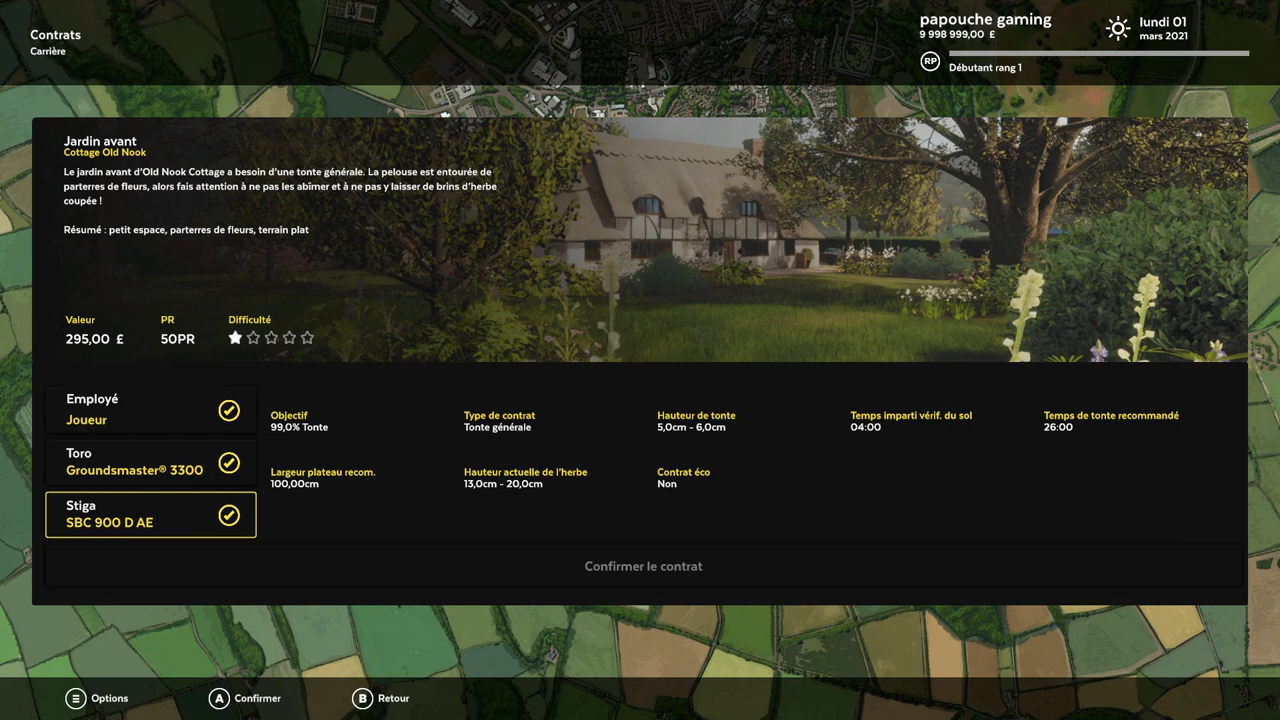 Contrats
Carrière
papouche gaming
9 998 999,00 £
lundi 01
mars 2021
RP
Débutant rang 1
Jardin avant
Cottage Old Nook
Le jardin avant d'Old Nook Cottage a besoin d'une tonte générale. La pelouse est entourée de
parterres de fleurs, alors fais attention à ne pas les abîmer et à ne pas y laisser de brins d'herbe
coupée !
Résumé : petit espace, parterres de fleurs, terrain plat
Valeur
PR
Difficulté
295,00 £
50PR
Employé
Joueur
Toro
Groundsmaster® 3300
Stiga
SBC 900 D AE
Objectif
99,0% Tonte
Type de contrat
Tonte générale
Hauteur de tonte
5,0cm - 6,0cm
Temps imparti vérif. du sol
04:00
Temps de tonte recommandé
26:00
Largeur plateau recom.
100,00cm
Hauteur actuelle de l'herbe
13,0cm - 20,0cm
Contrat éco
Non
Confirmer le contrat
Options
A Confirmer
B Retour